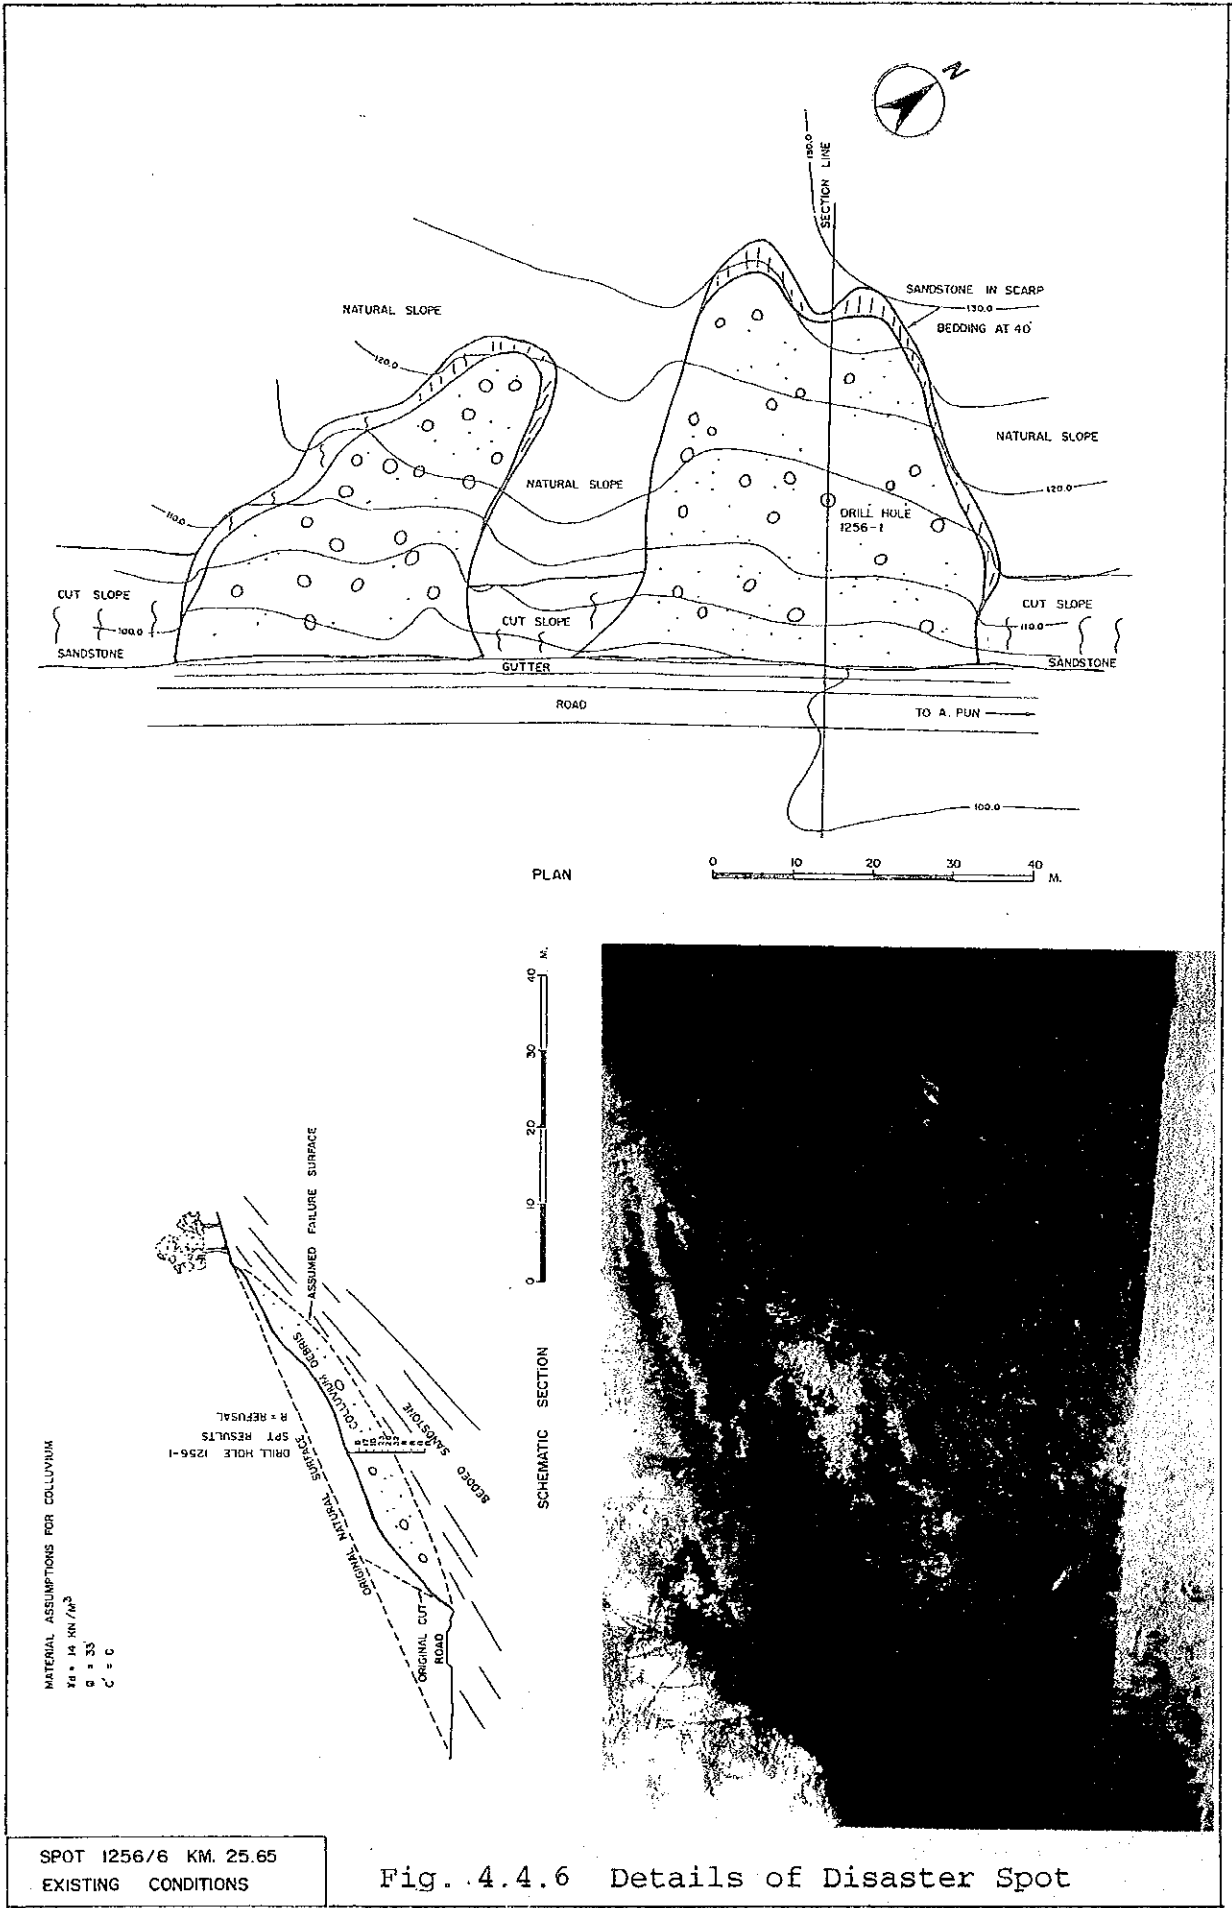 N
130.0
SECTION LINE
SANDSTONE IN SCARP
130.0
BEDDING AT 40°
NATURAL SLOPE
120.0
NATURAL SLOPE
NATURAL SLOPE
120.0
110.0
DRILL HOLE
1256-1
CUT SLOPE
100.0
SANDSTONE
CUT SLOPE
CUT SLOPE
110.0
SANDSTONE
GUTTER
ROAD
TO A. PUN
100.0
PLAN
0 10 20 30 40 M.
MATERIAL ASSUMPTIONS FOR COLLUVIUM
γd = 14 KN/M³
DRILL HOLE 1256-1
SPT RESULTS
R = REFUSAL
ORIGINAL NATURAL SURFACE
COLLUVIUM DEBRIS
ASSUMED FAILURE SURFACE
BEDDED SANDSTONE
ORIGINAL CUT
ROAD
SCHEMATIC SECTION
0 10 20 30 40 M.
SPOT 1256/6 KM. 25.65
EXISTING CONDITIONS
Fig. 4.4.6 Details of Disaster Spot